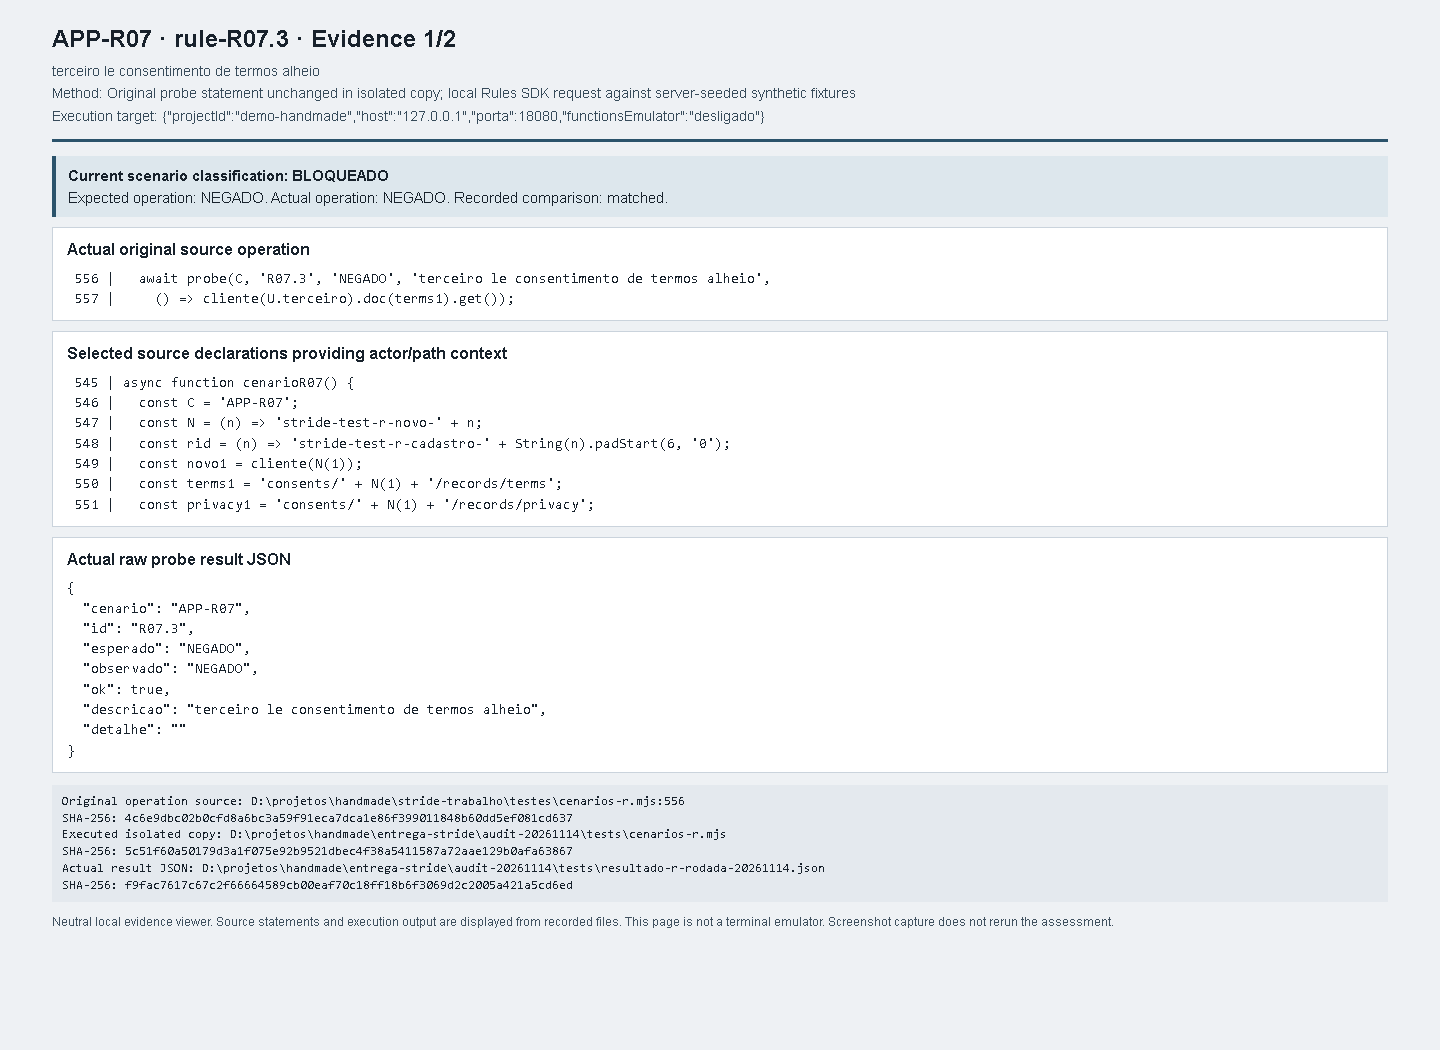 APP-R07 · rule-R07.3 · Evidence 1/2
terceiro le consentimento de termos alheio
Method: Original probe statement unchanged in isolated copy; local Rules SDK request against server-seeded synthetic fixtures
Execution target: {"projectId":"demo-handmade","host":"127.0.0.1","porta":18080,"functionsEmulator":"desligado"}
Current scenario classification: BLOQUEADO
Expected operation: NEGADO. Actual operation: NEGADO. Recorded comparison: matched.
Actual original source operation
556 |   await probe(C, 'R07.3', 'NEGADO', 'terceiro le consentimento de termos alheio',
557 |     () => cliente(U.terceiro).doc(terms1).get());
Selected source declarations providing actor/path context
545 | async function cenarioR07() {
546 |   const C = 'APP-R07';
547 |   const N = (n) => 'stride-test-r-novo-' + n;
548 |   const rid = (n) => 'stride-test-r-cadastro-' + String(n).padStart(6, '0');
549 |   const novo1 = cliente(N(1));
550 |   const terms1 = 'consents/' + N(1) + '/records/terms';
551 |   const privacy1 = 'consents/' + N(1) + '/records/privacy';
Actual raw probe result JSON
{
  "cenario": "APP-R07",
  "id": "R07.3",
  "esperado": "NEGADO",
  "observado": "NEGADO",
  "ok": true,
  "descricao": "terceiro le consentimento de termos alheio",
  "detalhe": ""
}
Original operation source: D:\projetos\handmade\stride-trabalho\testes\cenarios-r.mjs:556
SHA-256: 4c6e9dbc02b0cfd8a6bc3a59f91eca7dca1e86f399011848b60dd5ef081cd637
Executed isolated copy: D:\projetos\handmade\entrega-stride\audit-20261114\tests\cenarios-r.mjs
SHA-256: 5c51f60a50179d3a1f075e92b9521dbec4f38a5411587a72aae129b0afa63867
Actual result JSON: D:\projetos\handmade\entrega-stride\audit-20261114\tests\resultado-r-rodada-20261114.json
SHA-256: f9fac7617c67c2f66664589cb00eaf70c18ff18b6f3069d2c2005a421a5cd6ed
Neutral local evidence viewer. Source statements and execution output are displayed from recorded files. This page is not a terminal emulator. Screenshot capture does not rerun the assessment.